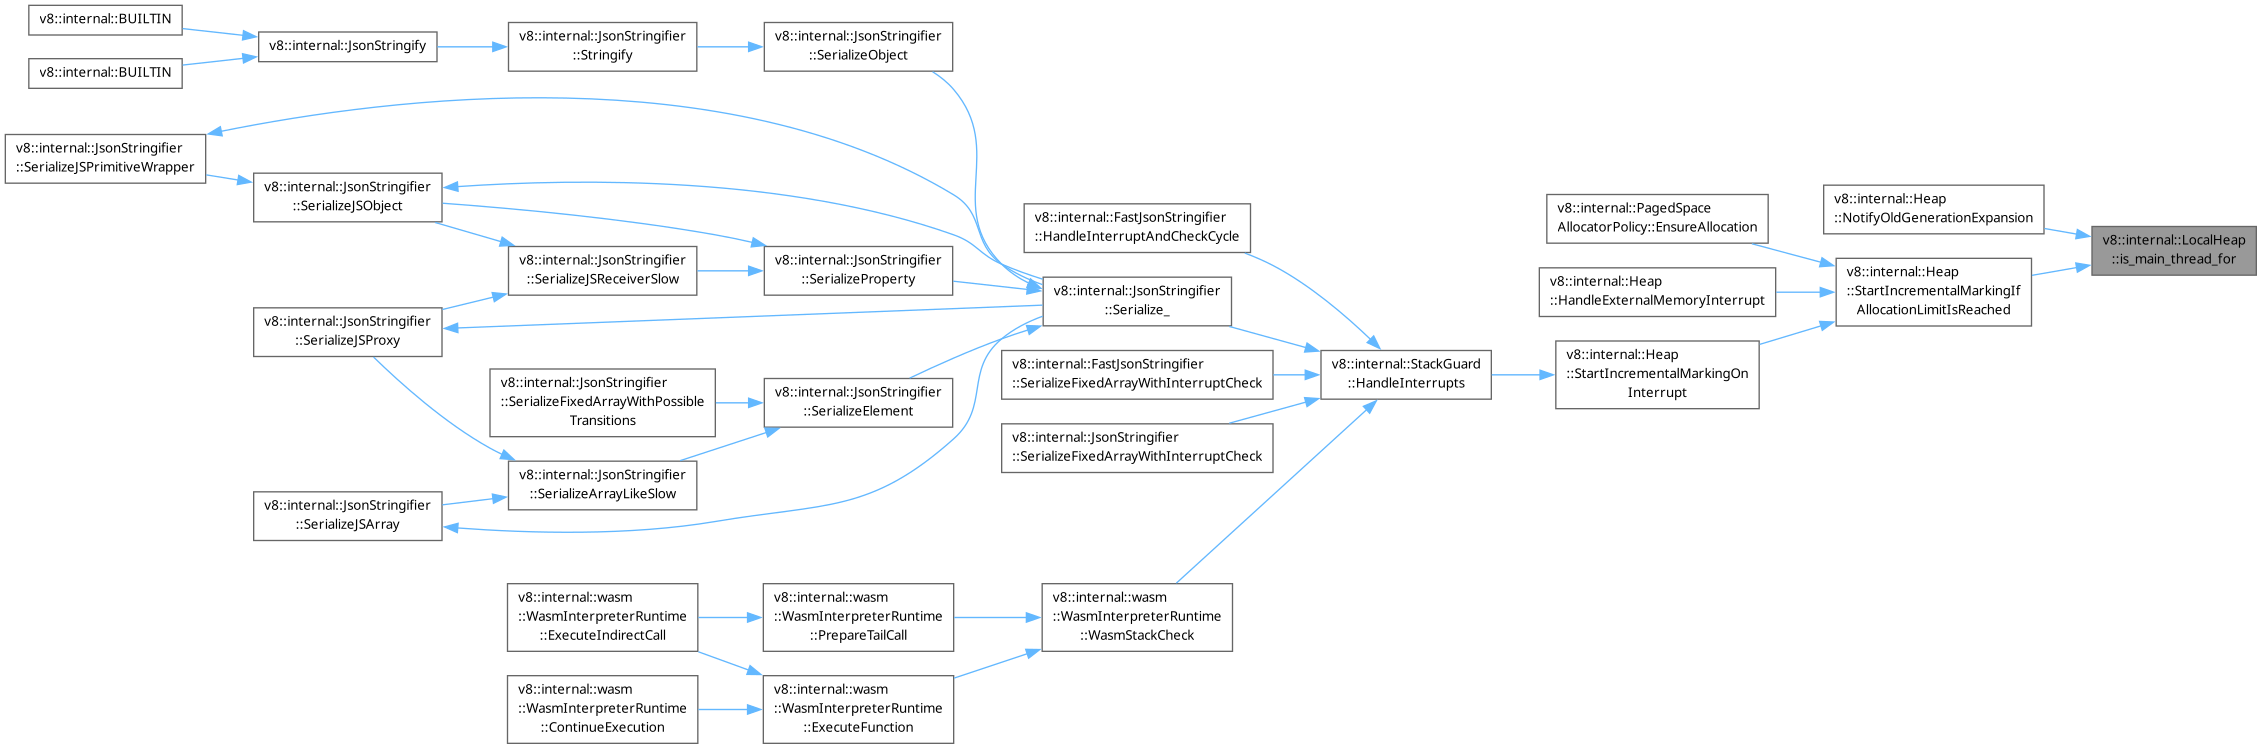 v8::internal::BUILTIN
v8::internal::BUILTIN
v8::internal::JsonStringify
v8::internal::JsonStringifier
::Stringify
v8::internal::JsonStringifier
::SerializeObject
v8::internal::JsonStringifier
::SerializeJSPrimitiveWrapper
v8::internal::JsonStringifier
::SerializeJSObject
v8::internal::JsonStringifier
::SerializeJSReceiverSlow
v8::internal::JsonStringifier
::SerializeProperty
v8::internal::JsonStringifier
::SerializeJSProxy
v8::internal::JsonStringifier
::SerializeFixedArrayWithPossible
Transitions
v8::internal::JsonStringifier
::SerializeElement
v8::internal::JsonStringifier
::SerializeArrayLikeSlow
v8::internal::JsonStringifier
::SerializeJSArray
v8::internal::FastJsonStringifier
::HandleInterruptAndCheckCycle
v8::internal::JsonStringifier
::Serialize_
v8::internal::FastJsonStringifier
::SerializeFixedArrayWithInterruptCheck
v8::internal::JsonStringifier
::SerializeFixedArrayWithInterruptCheck
v8::internal::StackGuard
::HandleInterrupts
v8::internal::PagedSpace
AllocatorPolicy::EnsureAllocation
v8::internal::Heap
::HandleExternalMemoryInterrupt
v8::internal::Heap
::StartIncrementalMarkingOn
Interrupt
v8::internal::Heap
::NotifyOldGenerationExpansion
v8::internal::Heap
::StartIncrementalMarkingIf
AllocationLimitIsReached
v8::internal::LocalHeap
::is_main_thread_for
v8::internal::wasm
::WasmInterpreterRuntime
::ExecuteIndirectCall
v8::internal::wasm
::WasmInterpreterRuntime
::PrepareTailCall
v8::internal::wasm
::WasmInterpreterRuntime
::WasmStackCheck
v8::internal::wasm
::WasmInterpreterRuntime
::ContinueExecution
v8::internal::wasm
::WasmInterpreterRuntime
::ExecuteFunction